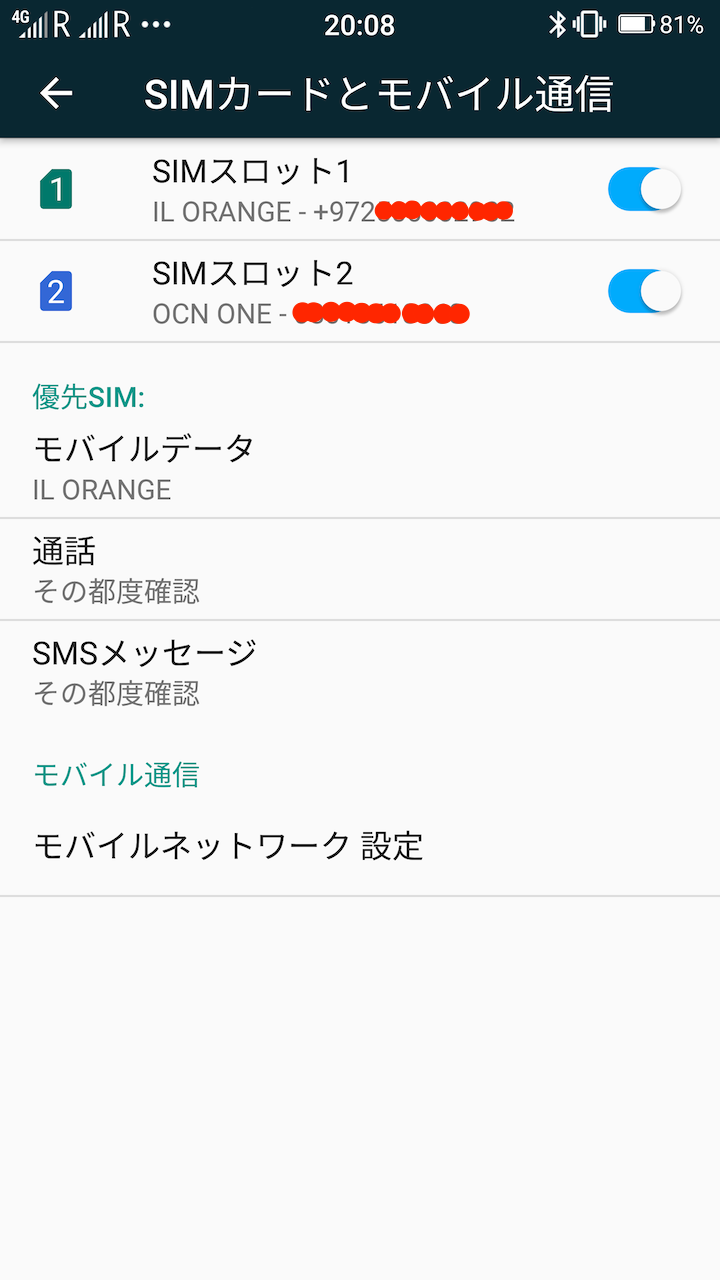 4G R R 20:08 81%
SIMカードとモバイル通信
1
SIMスロット1
IL ORANGE - +972
2
SIMスロット2
OCN ONE -
優先SIM:
モバイルデータ
IL ORANGE
通話
その都度確認
SMSメッセージ
その都度確認
モバイル通信
モバイルネットワーク 設定